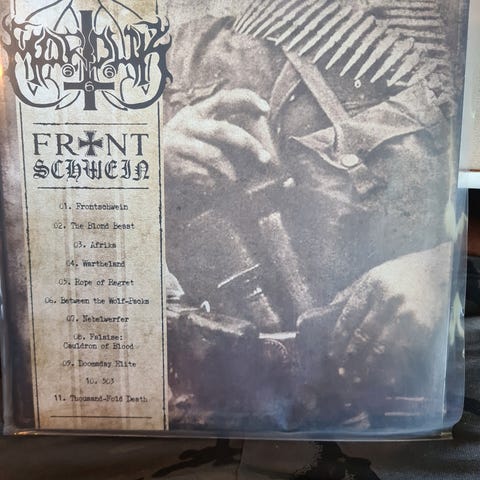 MARDUK
FRONT
SCHWEIN
01. Frontschwein
02. The Blond Beast
03. Afrika
04. Wartheland
05. Rope of Regret
06. Between the Wolf-Packs
07. Nebelwerfer
08. Falaise:
Cauldron of Blood
09. Doomsday Elite
10. 503
11. Thousand-Fold Death